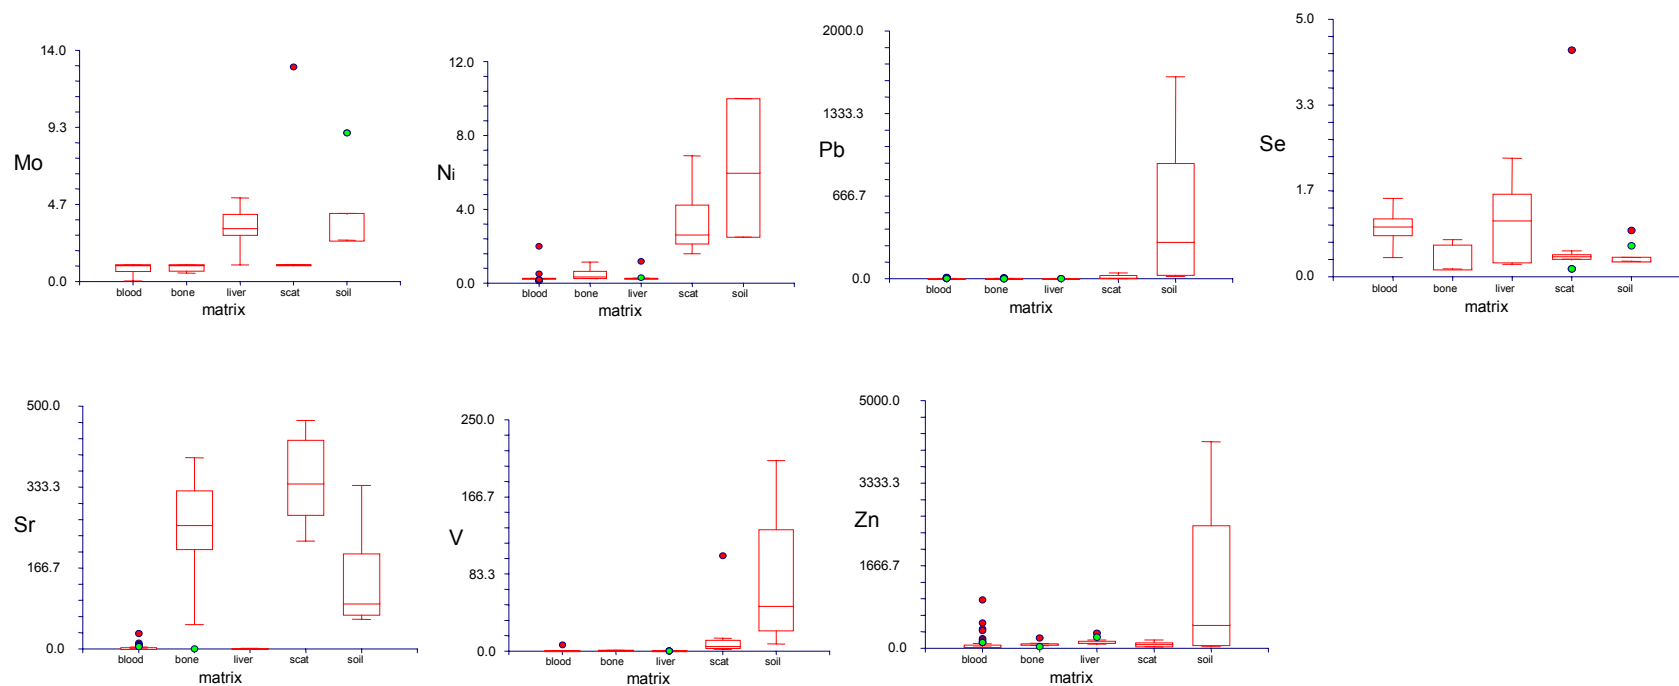 Mo
14.0
9.3
4.7
0.0
blood bone liver scat soil
matrix
Ni
12.0
8.0
4.0
0.0
blood bone liver scat soil
matrix
Pb
2000.0
1333.3
666.7
0.0
blood bone liver scat soil
matrix
Se
5.0
3.3
1.7
0.0
blood bone liver scat soil
matrix
Sr
500.0
333.3
166.7
0.0
blood bone liver scat soil
matrix
V
250.0
166.7
83.3
0.0
blood bone liver scat soil
matrix
Zn
5000.0
3333.3
1666.7
0.0
blood bone liver scat soil
matrix